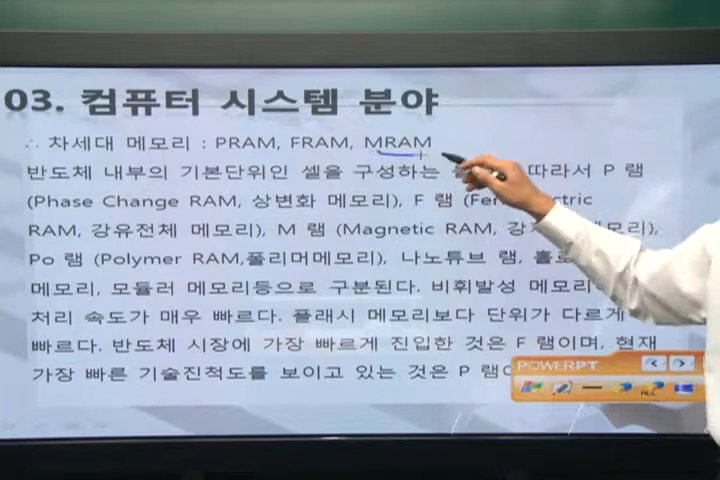 03. 컴퓨터 시스템 분야
∴ 차세대 메모리 : PRAM, FRAM, MRAM
반도체 내부의 기본단위인 셀을 구성하는 따라서 P 램
(Phase Change RAM, 상변화 메모리), F 램
RAM, 강유전체 메모리), M 램 (Magnetic RAM, 메모리),
Po 램 (Polymer RAM,폴리머메모리), 나노튜브 램,
메모리, 모듈러 메모리등으로 구분된다. 비휘발성
처리 속도가 매우 빠르다. 플래시 메모리보다 단위가 다르게
빠르다. 반도체 시장에 가장 빠르게 진입한 것은 F 램이며, 현재
가장 빠른 기술진척도를 보이고 있는 것은 P
POWERPT
ALL